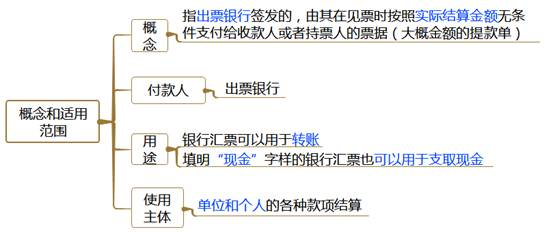 概念和适用
范围
概
念
指出票银行签发的，由其在见票时按照实际结算金额无条
件支付给收款人或者持票人的票据（大概金额的提款单）
付款人
出票银行
用
途
银行汇票可以用于转账
填明“现金”字样的银行汇票也可以用于支取现金
使用
主体
单位和个人的各种款项结算